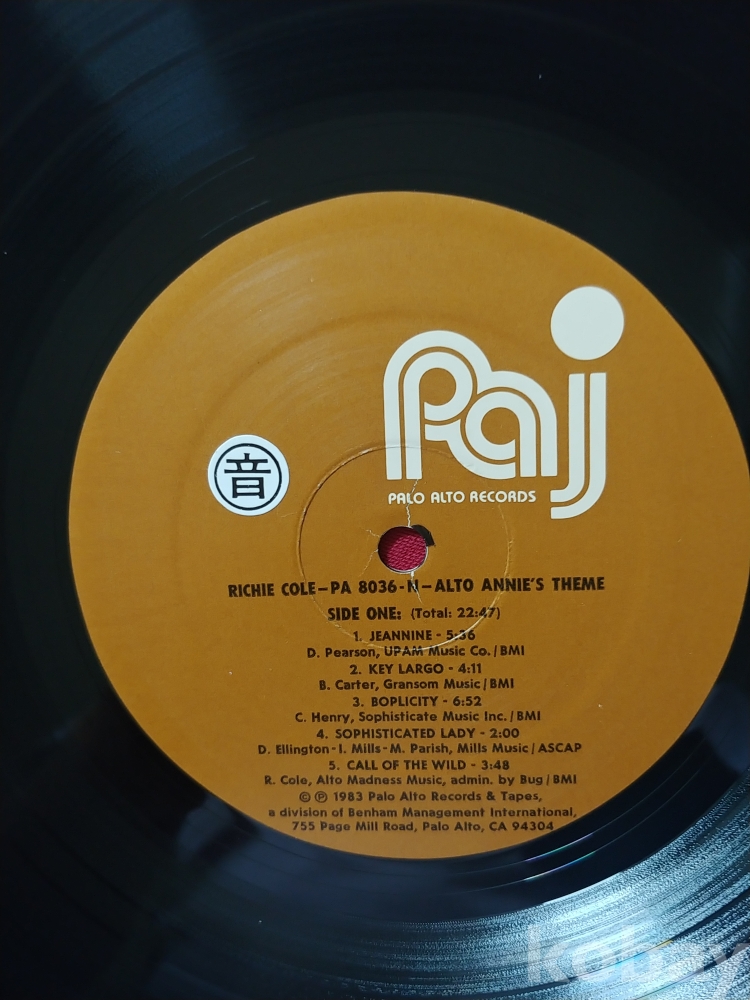 Paj
PALO ALTO RECORDS
音
RICHIE COLE—PA 8036-N—ALTO ANNIE'S THEME
SIDE ONE: (Total: 22:47)
1. JEANNINE - 5:36
D. Pearson, UPAM Music Co./BMI
2. KEY LARGO - 4:11
B. Carter, Gransom Music/BMI
3. BOPLICITY - 6:52
C. Henry, Sophisticate Music Inc./BMI
4. SOPHISTICATED LADY - 2:00
D. Ellington-I. Mills-M. Parish, Mills Music/ASCAP
5. CALL OF THE WILD - 3:48
R. Cole, Alto Madness Music, admin. by Bug/BMI
© ℗ 1983 Palo Alto Records & Tapes,
a division of Benham Management International,
755 Page Mill Road, Palo Alto, CA 94304
kobay